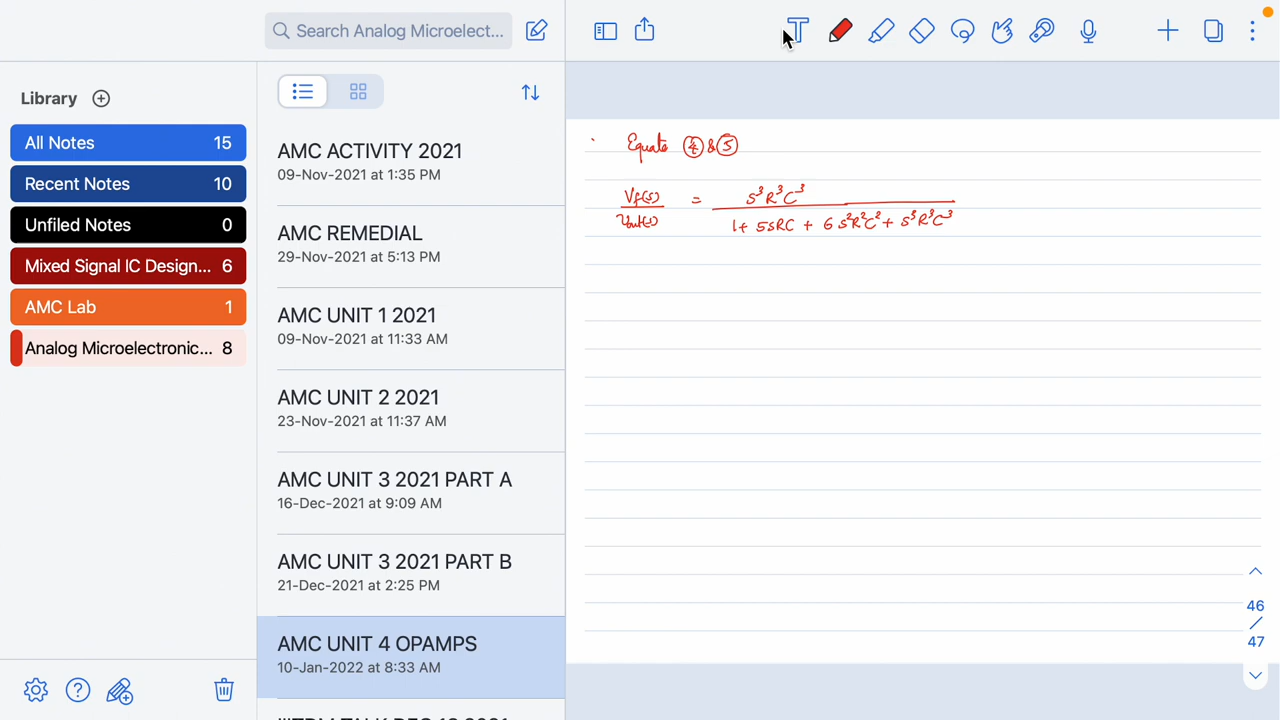 Search Analog Microelect...
Library
All Notes 15
Recent Notes 10
Unfiled Notes 0
Mixed Signal IC Design... 6
AMC Lab 1
Analog Microelectronic... 8
AMC ACTIVITY 2021
09-Nov-2021 at 1:35 PM
AMC REMEDIAL
29-Nov-2021 at 5:13 PM
AMC UNIT 1 2021
09-Nov-2021 at 11:33 AM
AMC UNIT 2 2021
23-Nov-2021 at 11:37 AM
AMC UNIT 3 2021 PART A
16-Dec-2021 at 9:09 AM
AMC UNIT 3 2021 PART B
21-Dec-2021 at 2:25 PM
AMC UNIT 4 OPAMPS
10-Jan-2022 at 8:33 AM
Equate ④&⑤
Vf(s)/Vout(s) = S³R³C³/1+ 5SRC + 6S²R²C² + S³R³C³
46
/
47